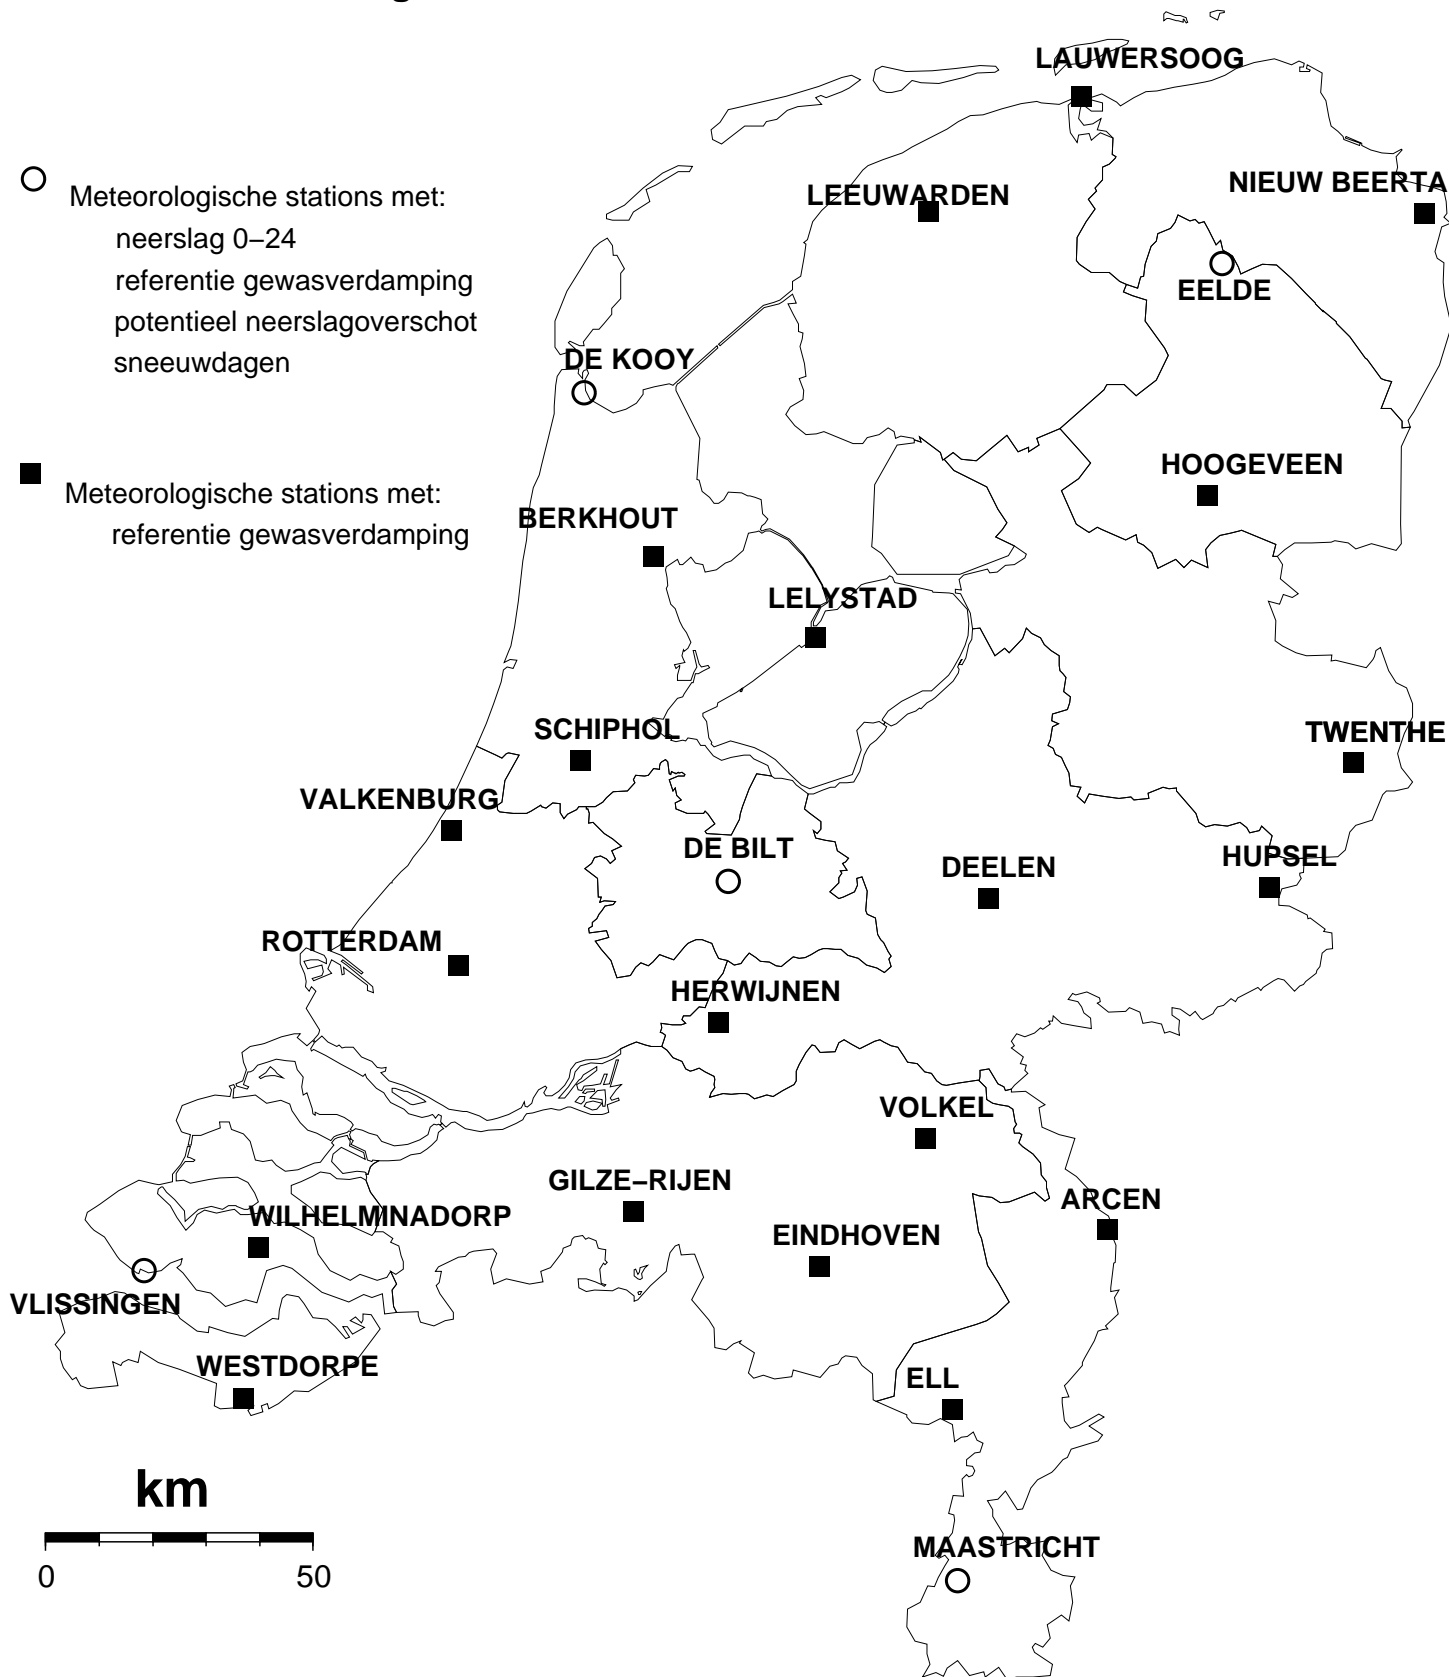 LAUWERSOOG
LEEUWARDEN
NIEUW BEERTA
Meteorologische stations met:
neerslag 0–24
referentie gewasverdamping
potentieel neerslagoverschot
sneeuwdagen
EELDE
DE KOOY
HOOGEVEEN
Meteorologische stations met:
referentie gewasverdamping
BERKHOUT
LELYSTAD
SCHIPHOL
TWENTHE
VALKENBURG
DE BILT
DEELEN
HUPSEL
ROTTERDAM
HERWIJNEN
VOLKEL
GILZE–RIJEN
ARCEN
WILHELMINADORP
EINDHOVEN
VLISSINGEN
WESTDORPE
ELL
km
0 50
MAASTRICHT